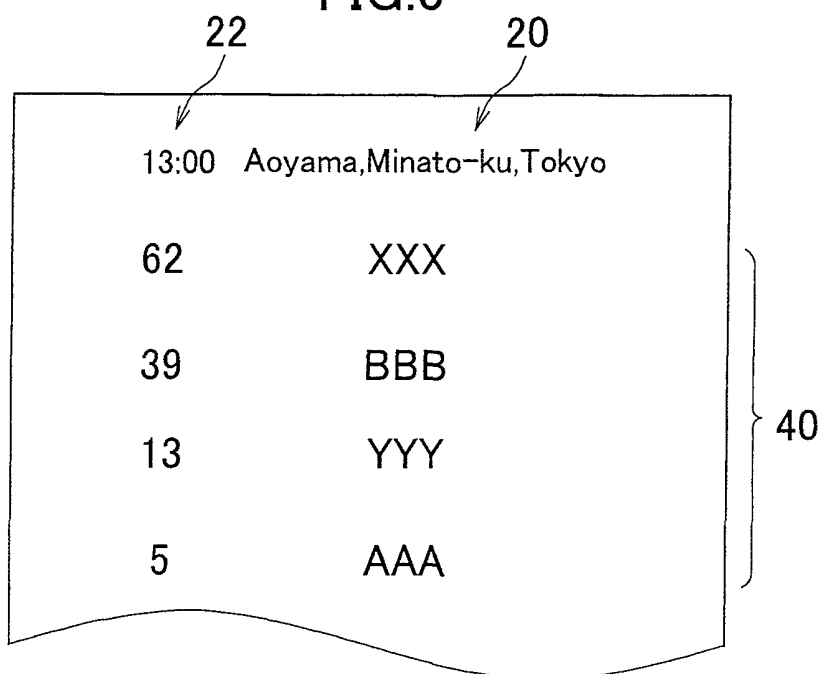 22 20
13:00 Aoyama,Minato-ku,Tokyo
62 XXX
39 BBB
13 YYY
5 AAA
40